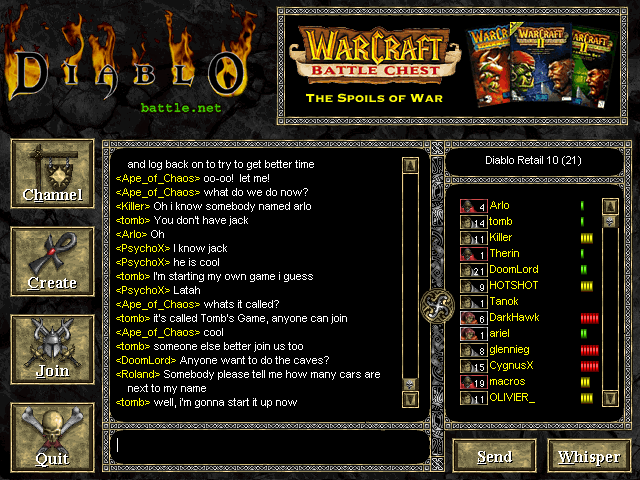 DIABLO
battle.net
WARCRAFT
BATTLE CHEST
THE SPOILS OF WAR
Channel
Create
Join
Quit
and log back on to try to get better time
<Ape_of_Chaos> oo-oo! let me!
<Ape_of_Chaos> what do we do now?
<Killer> Oh i know somebody named arlo
<tomb> You don't have jack
<Arlo> Oh
<PsychoX> I know jack
<PsychoX> he is cool
<tomb> I'm starting my own game i guess
<PsychoX> Latah
<Ape_of_Chaos> whats it called?
<tomb> it's called Tomb's Game, anyone can join
<Ape_of_Chaos> cool
<tomb> someone else better join us too
<DoomLord> Anyone want to do the caves?
<Roland> Somebody please tell me how many cars are
next to my name
<tomb> well, i'm gonna start it up now
Diablo Retail 10 (21)
4 Arlo
14 tomb
11 Killer
1 Therin
21 DoomLord
9 HOTSHOT
1 Tanok
6 DarkHawk
1 ariel
8 glennieg
15 CygnusX
19 macros
11 OLIVIER_
Send
Whisper